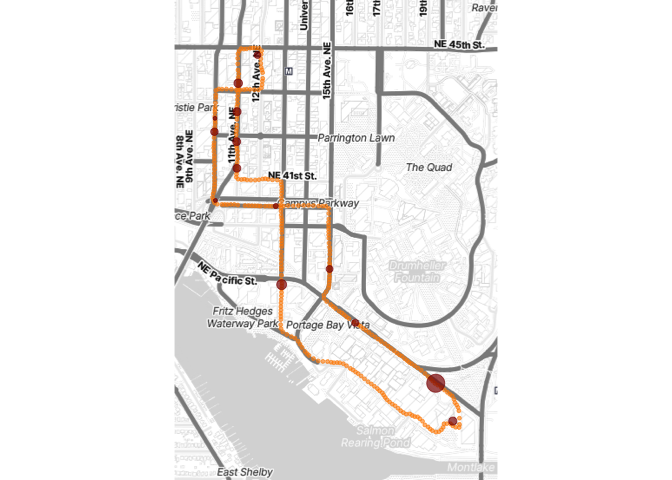 16th
17th
19th
Raven
Univer
NE 45th St.
12th Ave. NE
M
15th Ave. NE
ristie Park
11th Ave. NE
Parrington Lawn
9th Ave. NE
8th Ave. NE
The Quad
NE 41st St.
Campus Parkway
ce Park
Drumheller
Fountain
NE Pacific St.
Fritz Hedges
Waterway Park
Portage Bay Vista
Salmon
Rearing Pond
Montlake
East Shelby